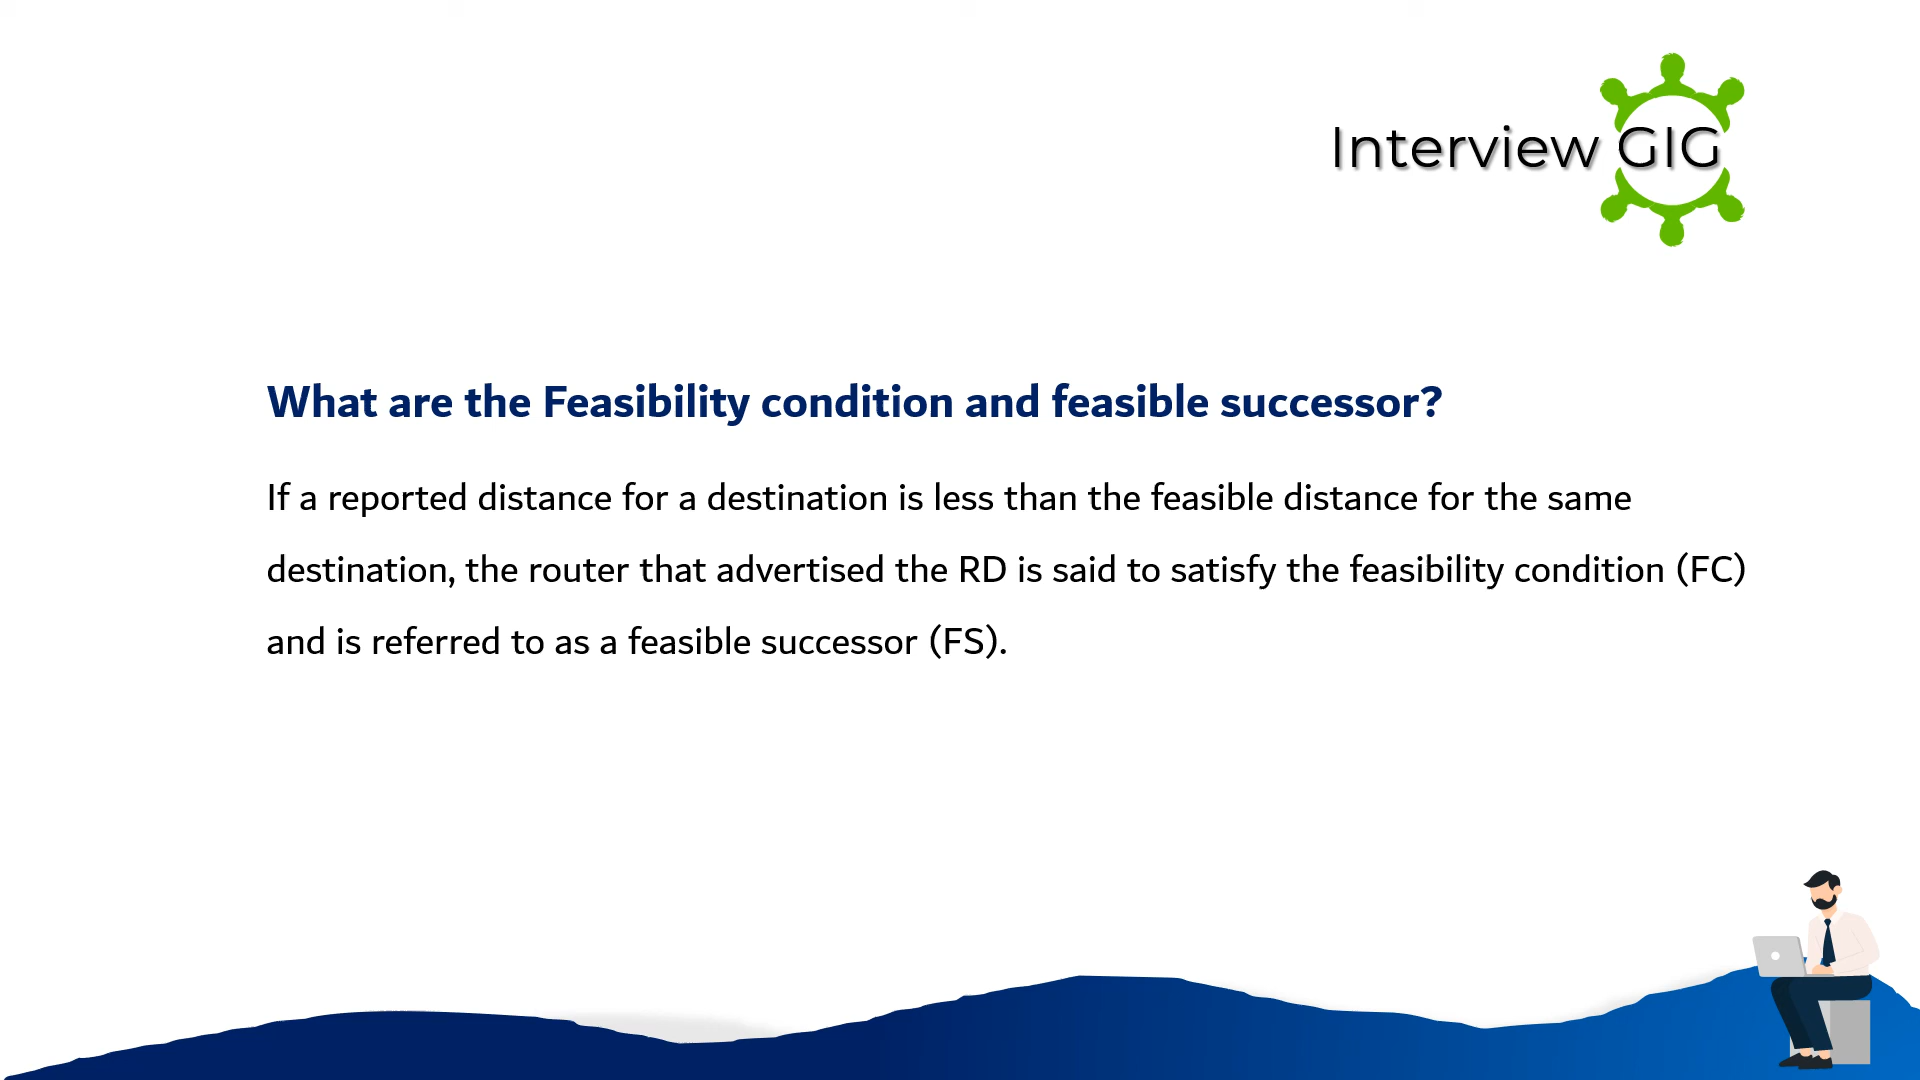 Interview GIG
What are the Feasibility condition and feasible successor?
If a reported distance for a destination is less than the feasible distance for the same
destination, the router that advertised the RD is said to satisfy the feasibility condition (FC)
and is referred to as a feasible successor (FS).